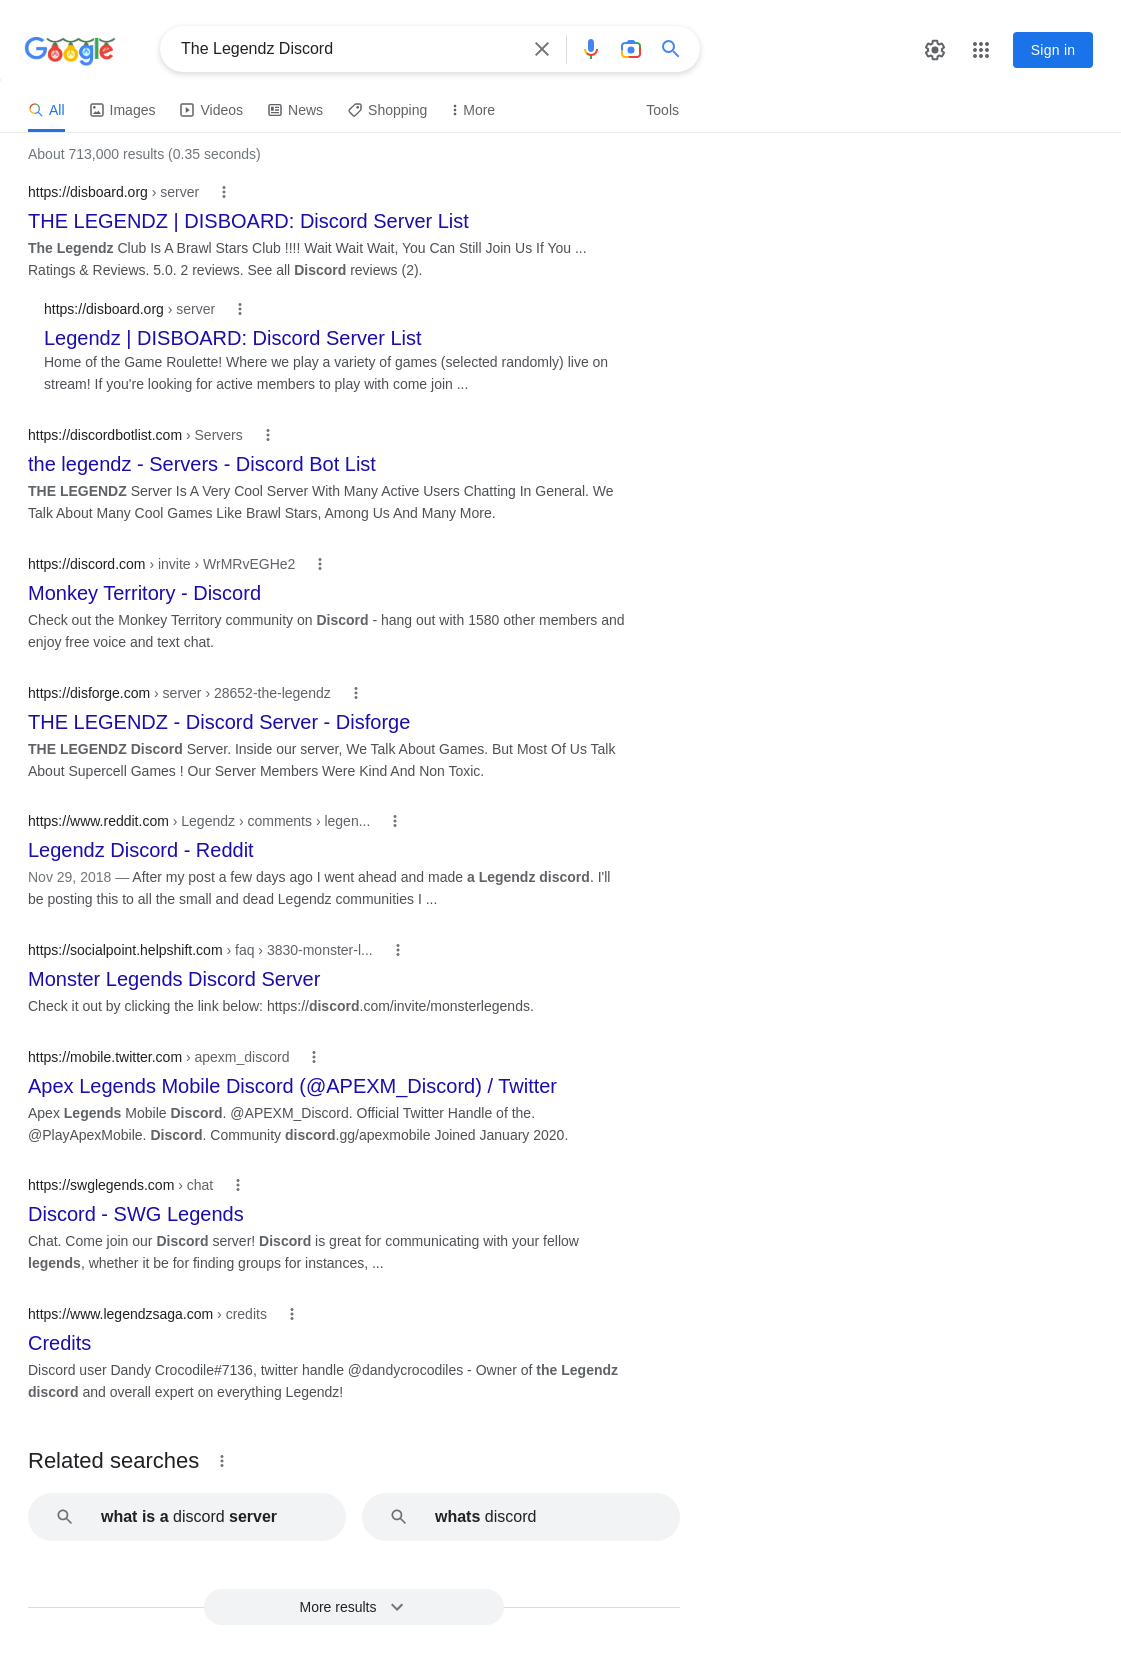 Google
The Legendz Discord
Sign in
All Images Videos News Shopping More Tools
About 713,000 results (0.35 seconds)
https://disboard.org › server
THE LEGENDZ | DISBOARD: Discord Server List
The Legendz Club Is A Brawl Stars Club !!!! Wait Wait Wait, You Can Still Join Us If You ...
Ratings & Reviews. 5.0. 2 reviews. See all Discord reviews (2).
https://disboard.org › server
Legendz | DISBOARD: Discord Server List
Home of the Game Roulette! Where we play a variety of games (selected randomly) live on
stream! If you're looking for active members to play with come join ...
https://discordbotlist.com › Servers
the legendz - Servers - Discord Bot List
THE LEGENDZ Server Is A Very Cool Server With Many Active Users Chatting In General. We
Talk About Many Cool Games Like Brawl Stars, Among Us And Many More.
https://discord.com › invite › WrMRvEGHe2
Monkey Territory - Discord
Check out the Monkey Territory community on Discord - hang out with 1580 other members and
enjoy free voice and text chat.
https://disforge.com › server › 28652-the-legendz
THE LEGENDZ - Discord Server - Disforge
THE LEGENDZ Discord Server. Inside our server, We Talk About Games. But Most Of Us Talk
About Supercell Games ! Our Server Members Were Kind And Non Toxic.
https://www.reddit.com › Legendz › comments › legen...
Legendz Discord - Reddit
Nov 29, 2018 — After my post a few days ago I went ahead and made a Legendz discord. I'll
be posting this to all the small and dead Legendz communities I ...
https://socialpoint.helpshift.com › faq › 3830-monster-l...
Monster Legends Discord Server
Check it out by clicking the link below: https://discord.com/invite/monsterlegends.
https://mobile.twitter.com › apexm_discord
Apex Legends Mobile Discord (@APEXM_Discord) / Twitter
Apex Legends Mobile Discord. @APEXM_Discord. Official Twitter Handle of the.
@PlayApexMobile. Discord. Community discord.gg/apexmobile Joined January 2020.
https://swglegends.com › chat
Discord - SWG Legends
Chat. Come join our Discord server! Discord is great for communicating with your fellow
legends, whether it be for finding groups for instances, ...
https://www.legendzsaga.com › credits
Credits
Discord user Dandy Crocodile#7136, twitter handle @dandycrocodiles - Owner of the Legendz
discord and overall expert on everything Legendz!
Related searches
what is a discord server
whats discord
More results